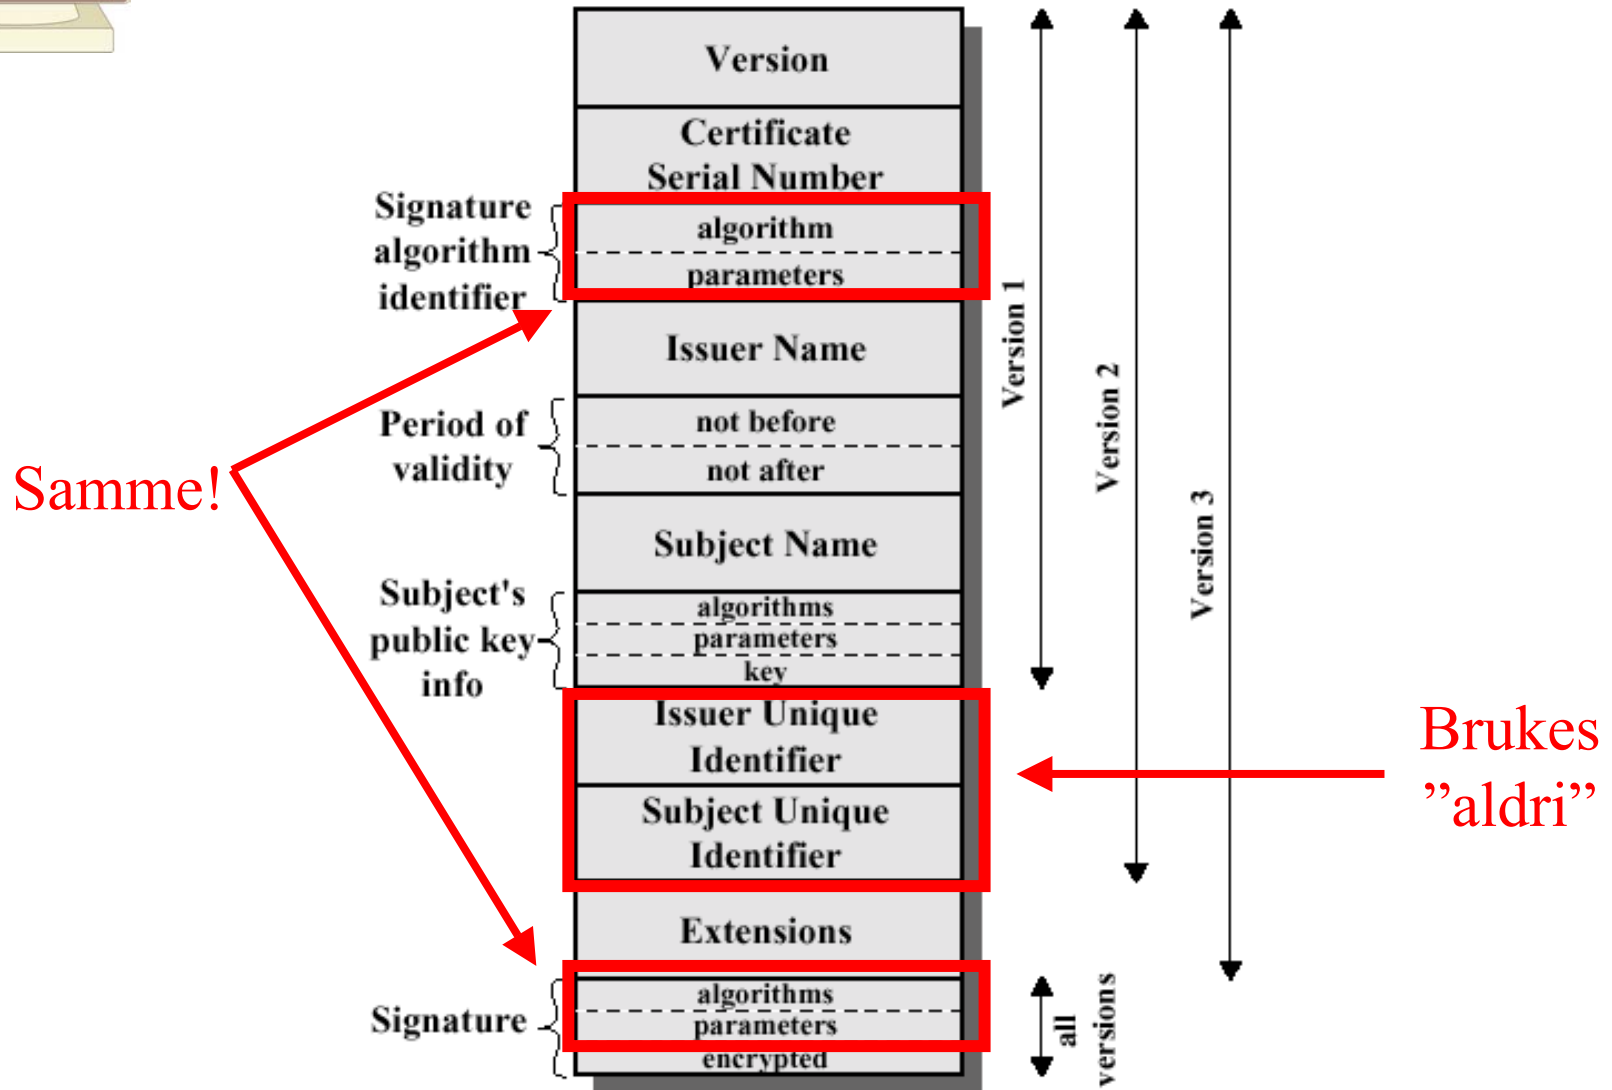 Version
Certificate
Serial Number
Signature
algorithm
identifier
algorithm
parameters
Issuer Name
Period of
validity
not before
not after
Samme!
Subject Name
Subject's
public key
info
algorithms
parameters
key
Issuer Unique
Identifier
Subject Unique
Identifier
Extensions
Signature
algorithms
parameters
encrypted
Version 1
Version 2
Version 3
all
versions
Brukes
”aldri”